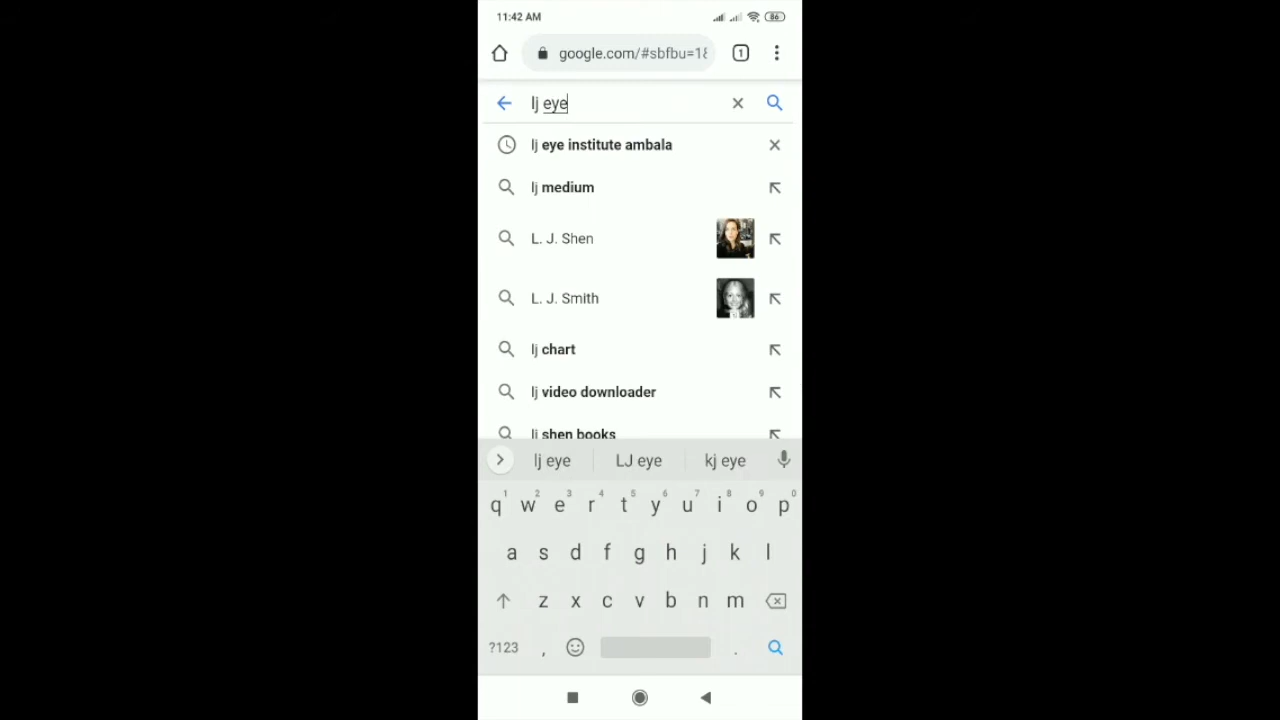 11:42 AM 86
google.com/#sbfbu=18
1
lj eye
lj eye institute ambala
lj medium
L. J. Shen
L. J. Smith
lj chart
lj video downloader
lj shen books
lj eye LJ eye kj eye
1 2 3 4 5 6 7 8 9 0
q w e r t y u i o p
a s d f g h j k l
z x c v b n m
?123 , .